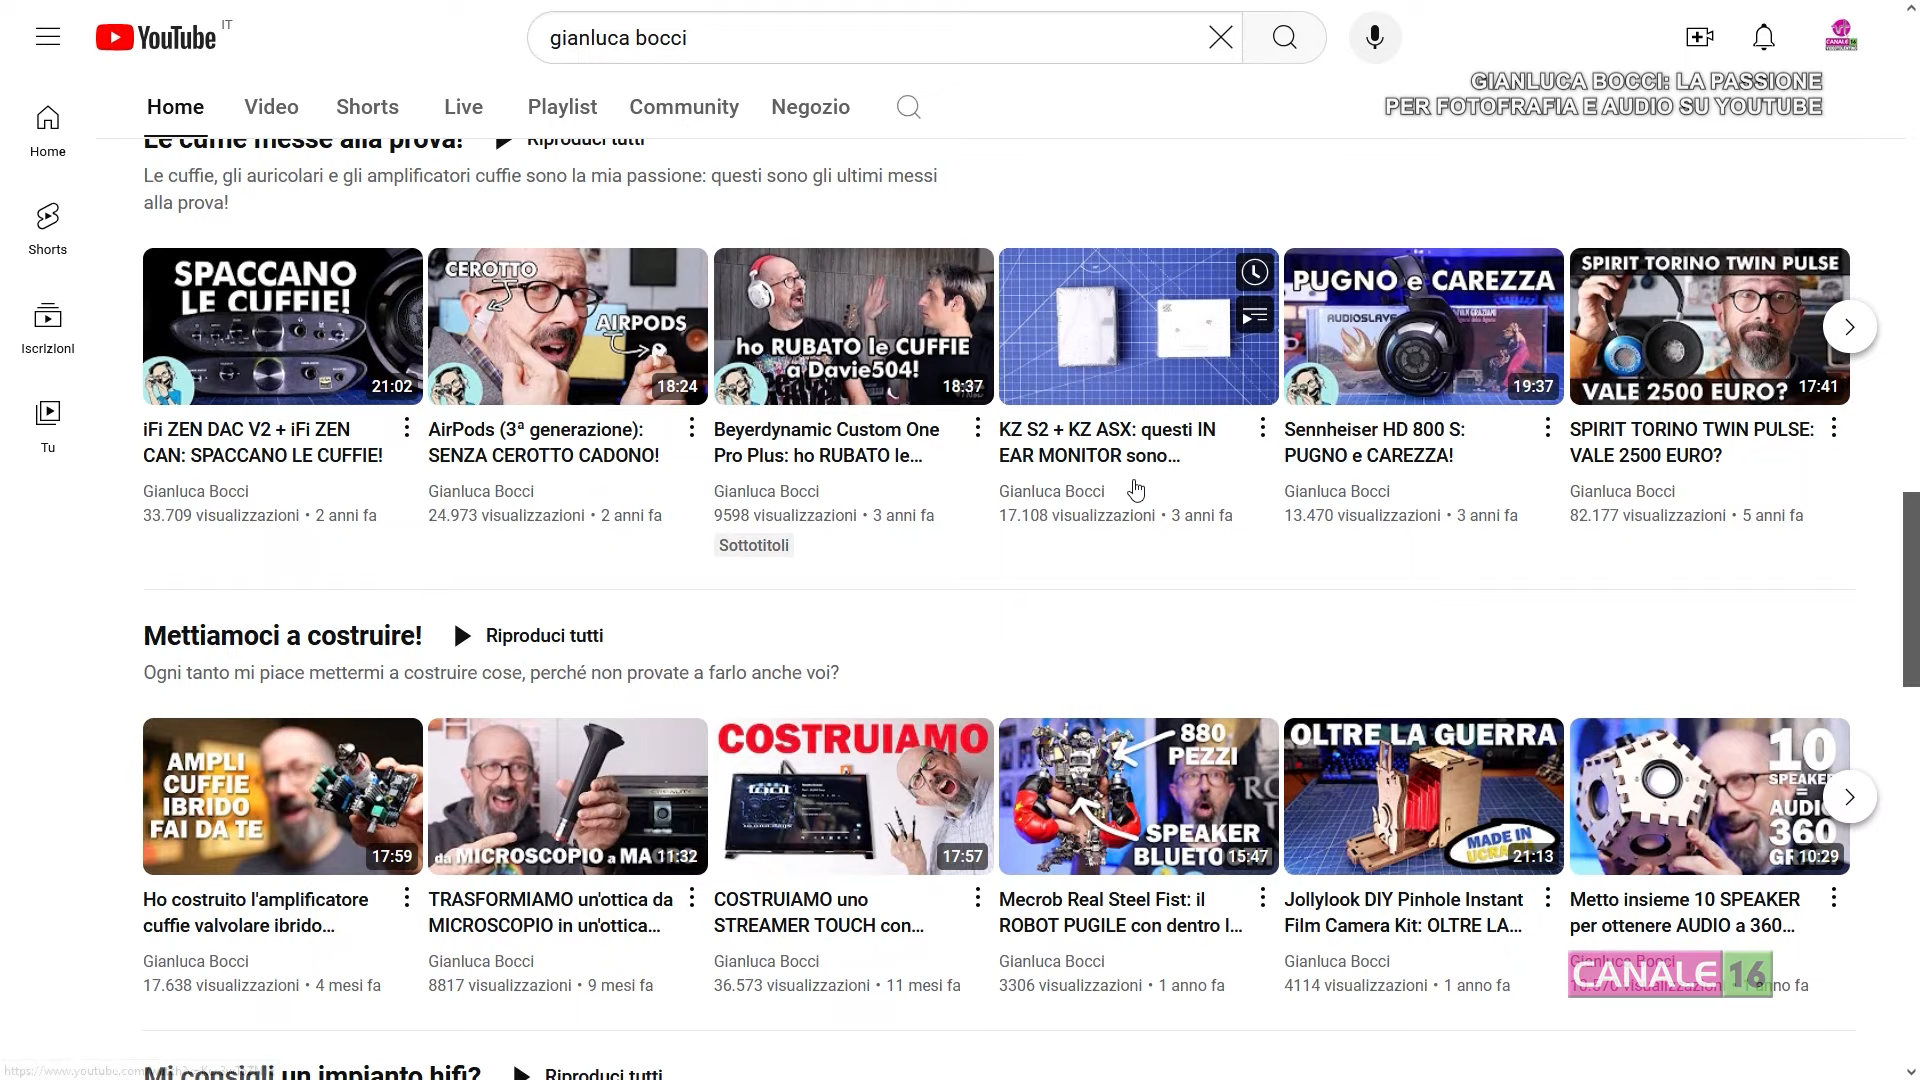 YouTube IT
gianluca bocci
GIANLUCA BOCCI: LA PASSIONE
PER FOTOFRAFIA E AUDIO SU YOUTUBE
Home Video Shorts Live Playlist Community Negozio
Home
Shorts
Iscrizioni
Tu
Le cuffie messe alla prova! Riproduci tutti
Le cuffie, gli auricolari e gli amplificatori cuffie sono la mia passione: questi sono gli ultimi messi
alla prova!
SPACCANO
LE CUFFIE!
21:02
CEROTTO
AIRPODS
18:24
ho RUBATO le CUFFIE
a Davie504!
18:37
PUGNO e CAREZZA
AUDIOSLAVE
19:37
SPIRIT TORINO TWIN PULSE
VALE 2500 EURO?
17:41
iFi ZEN DAC V2 + iFi ZEN
CAN: SPACCANO LE CUFFIE!
Gianluca Bocci
33.709 visualizzazioni • 2 anni fa
AirPods (3ª generazione):
SENZA CEROTTO CADONO!
Gianluca Bocci
24.973 visualizzazioni • 2 anni fa
Beyerdynamic Custom One
Pro Plus: ho RUBATO le...
Gianluca Bocci
9598 visualizzazioni • 3 anni fa
Sottotitoli
KZ S2 + KZ ASX: questi IN
EAR MONITOR sono...
Gianluca Bocci
17.108 visualizzazioni • 3 anni fa
Sennheiser HD 800 S:
PUGNO e CAREZZA!
Gianluca Bocci
13.470 visualizzazioni • 3 anni fa
SPIRIT TORINO TWIN PULSE:
VALE 2500 EURO?
Gianluca Bocci
82.177 visualizzazioni • 5 anni fa
Mettiamoci a costruire! Riproduci tutti
Ogni tanto mi piace mettermi a costruire cose, perché non provate a farlo anche voi?
AMPLI
CUFFIE
IBRIDO
FAI DA TE
17:59
da MICROSCOPIO a
11:32
COSTRUIAMO
17:57
880
PEZZI
SPEAKER
15:47
OLTRE LA GUERRA
MADE IN
21:13
10
SPEAKER
=
AUDIO
360
10:29
Ho costruito l'amplificatore
cuffie valvolare ibrido...
Gianluca Bocci
17.638 visualizzazioni • 4 mesi fa
TRASFORMIAMO un'ottica da
MICROSCOPIO in un'ottica...
Gianluca Bocci
8817 visualizzazioni • 9 mesi fa
COSTRUIAMO uno
STREAMER TOUCH con...
Gianluca Bocci
36.573 visualizzazioni • 11 mesi fa
Mecrob Real Steel Fist: il
ROBOT PUGILE con dentro l...
Gianluca Bocci
3306 visualizzazioni • 1 anno fa
Jollylook DIY Pinhole Instant
Film Camera Kit: OLTRE LA...
Gianluca Bocci
4114 visualizzazioni • 1 anno fa
Metto insieme 10 SPEAKER
per ottenere AUDIO a 360...
Gianluca Bocci
visualizzazioni • 1 anno fa
CANALE 16
Mi consigli un impianto hifi? Riproduci tutti